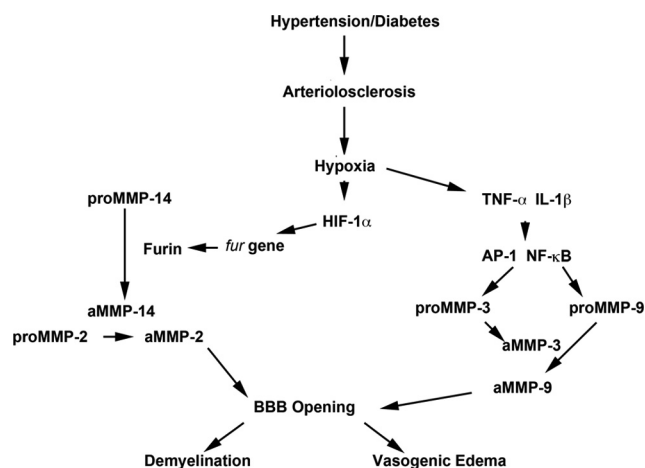 Hypertension/Diabetes
Arteriolosclerosis
Hypoxia
proMMP-14
TNF-α IL-1β
HIF-1α
Furin
fur gene
AP-1 NF-κB
proMMP-3
proMMP-9
aMMP-14
proMMP-2
aMMP-2
aMMP-3
aMMP-9
BBB Opening
Demyelination
Vasogenic Edema